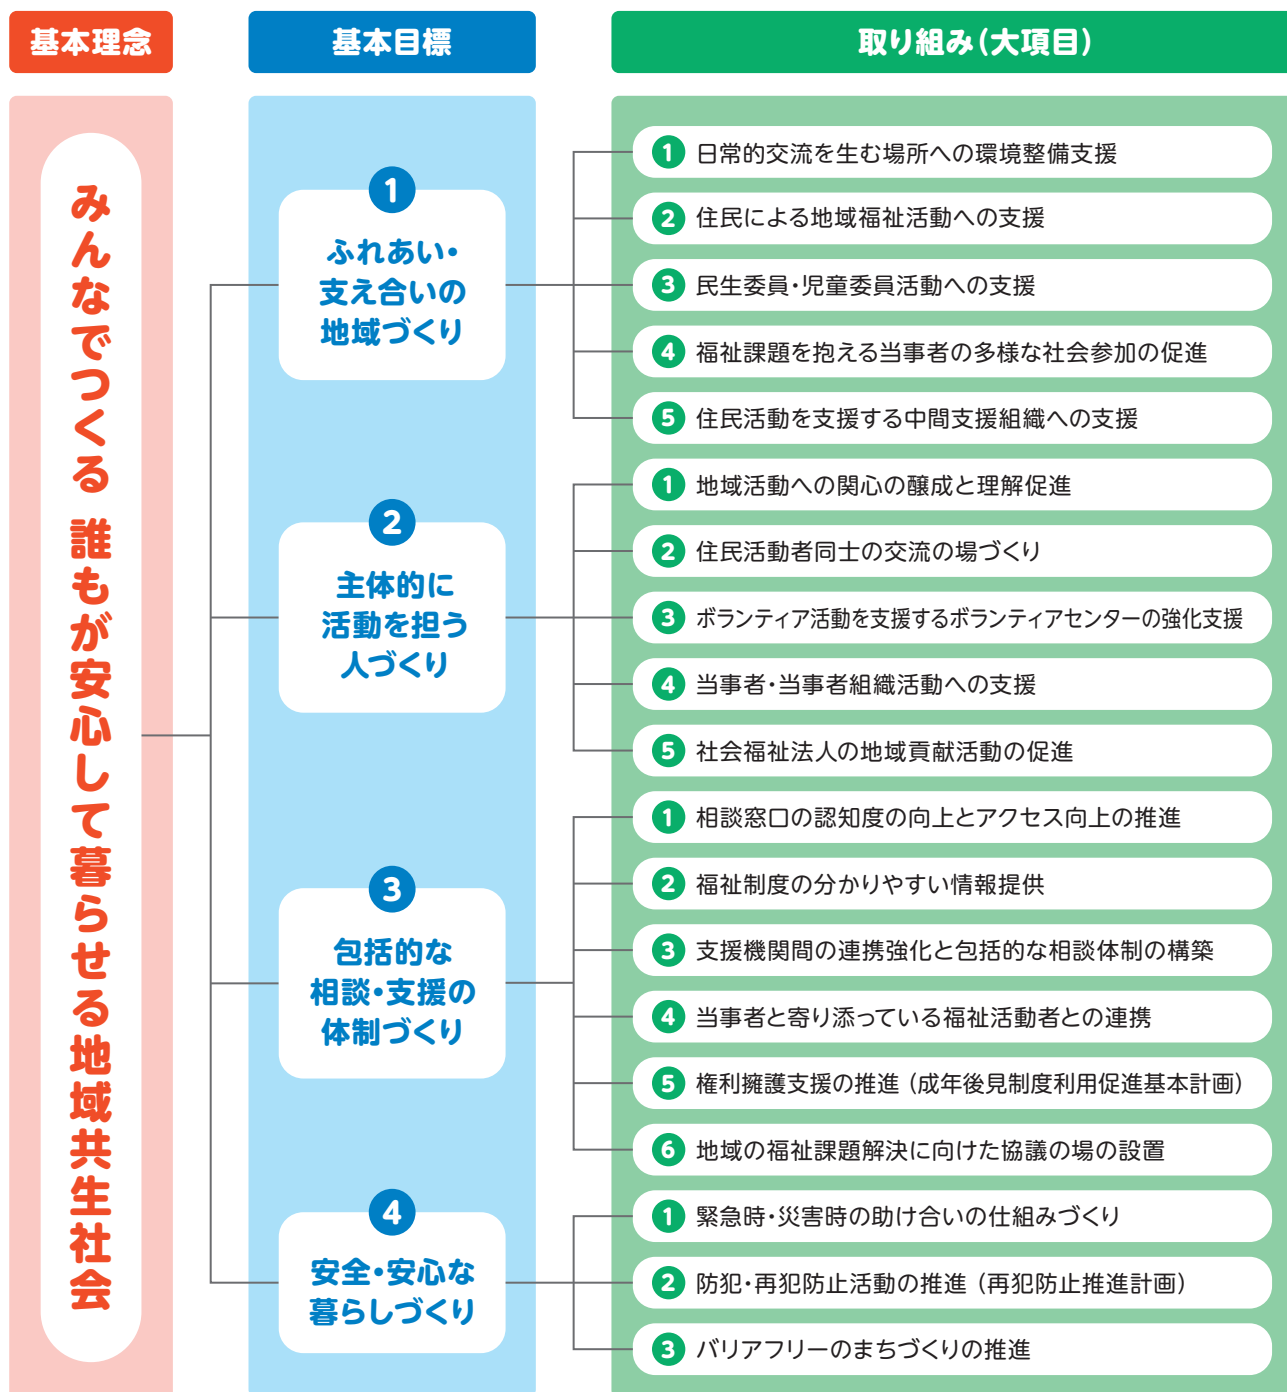 基本理念
基本目標
取り組み(大項目)
みんなでつくる 誰もが安心して暮らせる地域共生社会
1
ふれあい・
支え合いの
地域づくり
1 日常的交流を生む場所への環境整備支援
2 住民による地域福祉活動への支援
3 民生委員・児童委員活動への支援
4 福祉課題を抱える当事者の多様な社会参加の促進
5 住民活動を支援する中間支援組織への支援
2
主体的に
活動を担う
人づくり
1 地域活動への関心の醸成と理解促進
2 住民活動者同士の交流の場づくり
3 ボランティア活動を支援するボランティアセンターの強化支援
4 当事者・当事者組織活動への支援
5 社会福祉法人の地域貢献活動の促進
3
包括的な
相談・支援の
体制づくり
1 相談窓口の認知度の向上とアクセス向上の推進
2 福祉制度の分かりやすい情報提供
3 支援機関間の連携強化と包括的な相談体制の構築
4 当事者と寄り添っている福祉活動者との連携
5 権利擁護支援の推進(成年後見制度利用促進基本計画)
6 地域の福祉課題解決に向けた協議の場の設置
4
安全・安心な
暮らしづくり
1 緊急時・災害時の助け合いの仕組みづくり
2 防犯・再犯防止活動の推進(再犯防止推進計画)
3 バリアフリーのまちづくりの推進